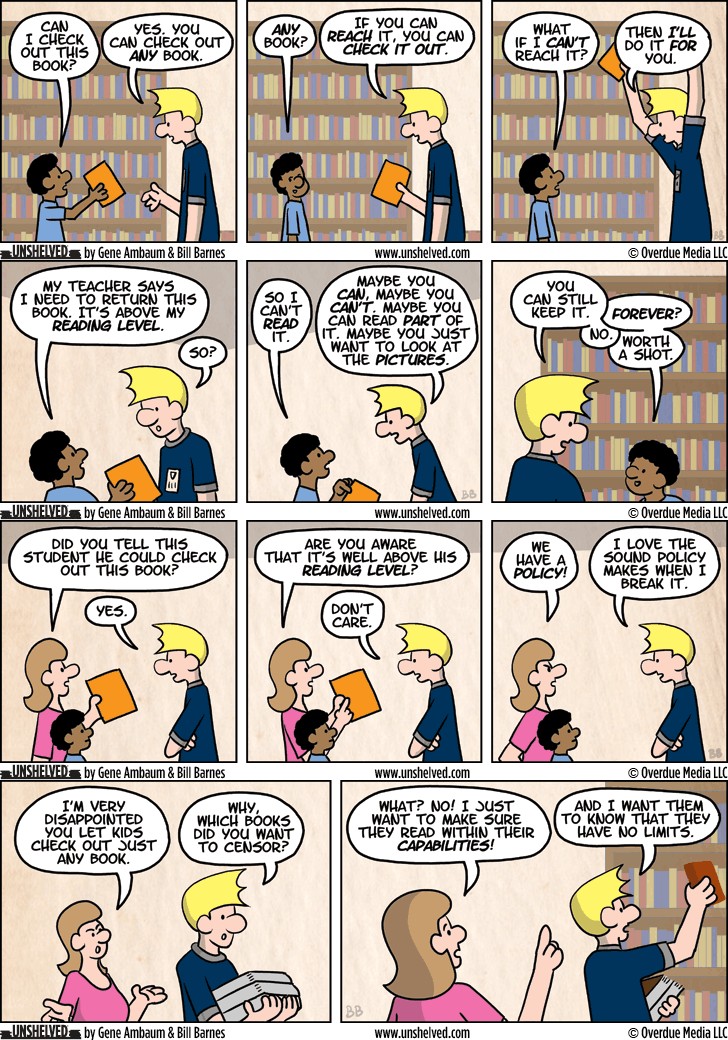 CAN
I CHECK
OUT THIS
BOOK?
YES. YOU
CAN CHECK OUT
ANY BOOK.
ANY
BOOK?
IF YOU CAN
REACH IT, YOU CAN
CHECK IT OUT.
WHAT
IF I CAN'T
REACH IT?
THEN I'LL
DO IT FOR
YOU.
BB
UNSHELVED by Gene Ambaum & Bill Barnes
www.unshelved.com
© Overdue Media LLC
MY TEACHER SAYS
I NEED TO RETURN THIS
BOOK. IT'S ABOVE MY
READING LEVEL.
SO?
SO I
CAN'T
READ
IT.
MAYBE YOU
CAN, MAYBE YOU
CAN'T. MAYBE YOU
CAN READ PART OF
IT. MAYBE YOU JUST
WANT TO LOOK AT
THE PICTURES.
BB
YOU
CAN STILL
KEEP IT.
FOREVER?
NO.
WORTH
A SHOT.
UNSHELVED by Gene Ambaum & Bill Barnes
www.unshelved.com
© Overdue Media LLC
DID YOU TELL THIS
STUDENT HE COULD CHECK
OUT THIS BOOK?
YES.
ARE YOU AWARE
THAT IT'S WELL ABOVE HIS
READING LEVEL?
DON'T
CARE.
WE
HAVE A
POLICY!
I LOVE THE
SOUND POLICY
MAKES WHEN I
BREAK IT.
BB
UNSHELVED by Gene Ambaum & Bill Barnes
www.unshelved.com
© Overdue Media LLC
I'M VERY
DISAPPOINTED
YOU LET KIDS
CHECK OUT JUST
ANY BOOK.
WHY,
WHICH BOOKS
DID YOU WANT
TO CENSOR?
WHAT? NO! I JUST
WANT TO MAKE SURE
THEY READ WITHIN THEIR
CAPABILITIES!
AND I WANT THEM
TO KNOW THAT THEY
HAVE NO LIMITS.
BB
UNSHELVED by Gene Ambaum & Bill Barnes
www.unshelved.com
© Overdue Media LLC